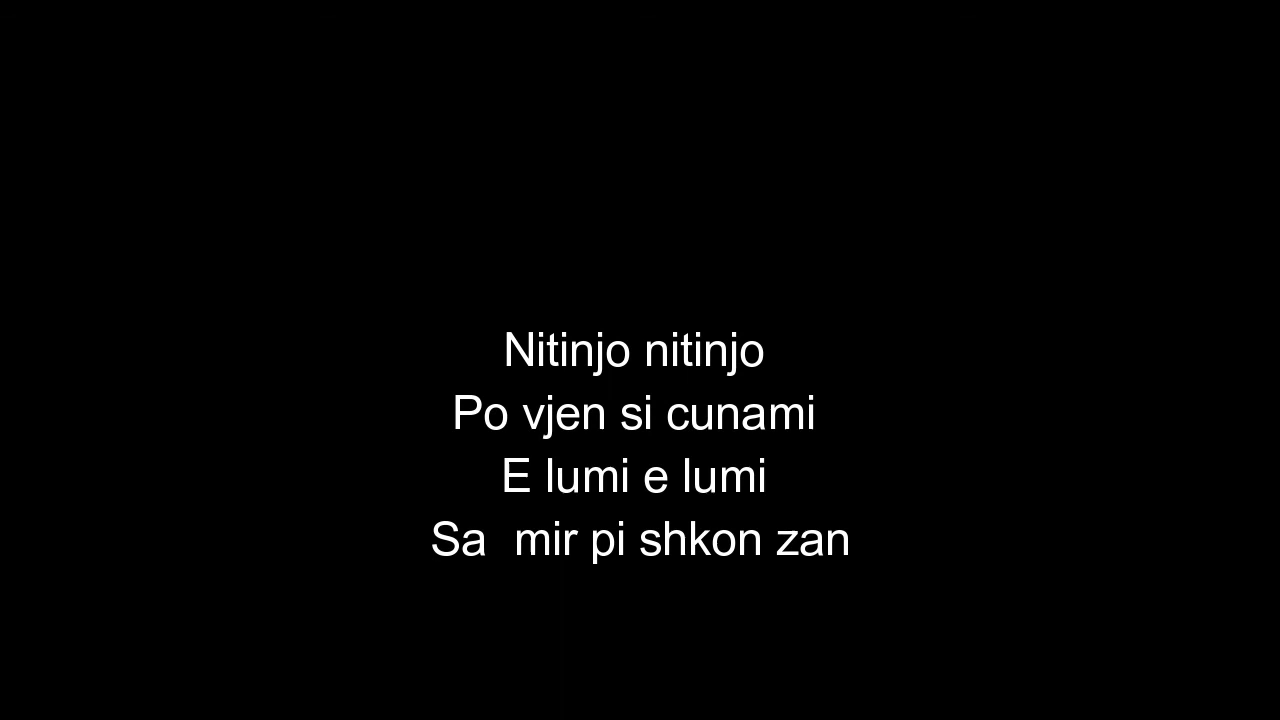 Nitinjo nitinjo
Po vjen si cunami
E lumi e lumi
Sa  mir pi shkon zan